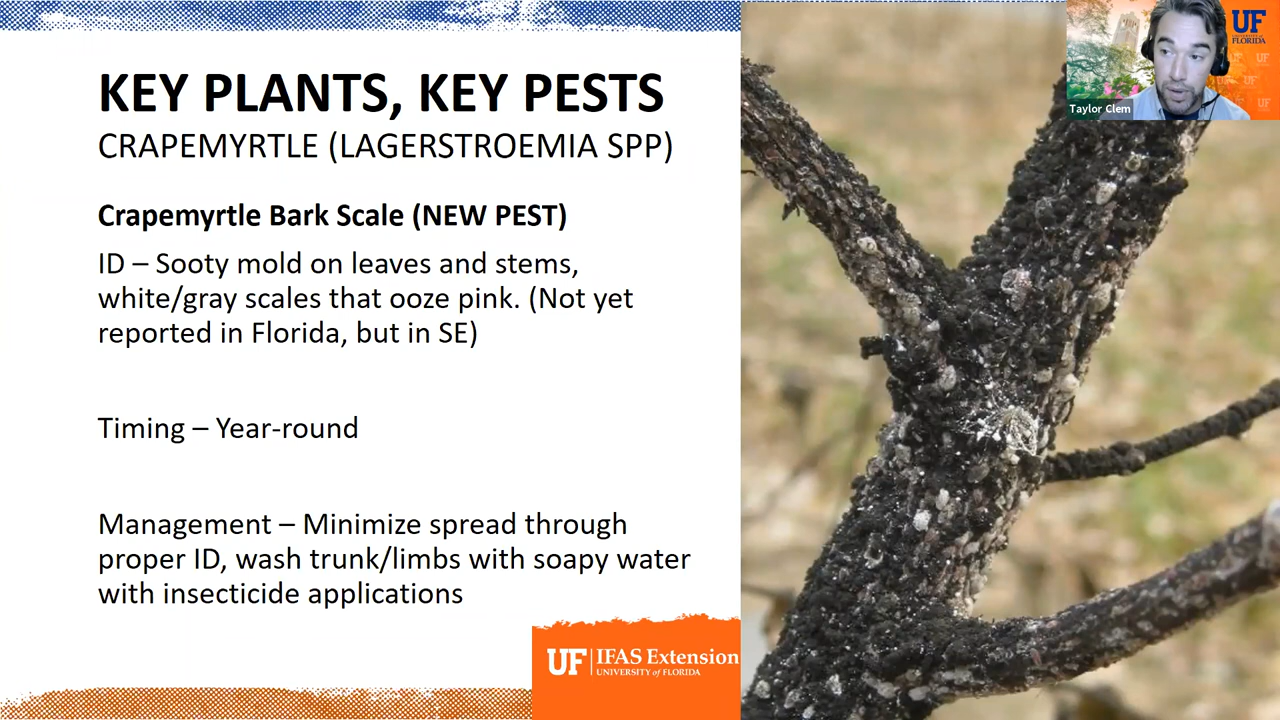 KEY PLANTS, KEY PESTS
CRAPEMYRTLE (LAGERSTROEMIA SPP)
Crapemyrtle Bark Scale (NEW PEST)
ID – Sooty mold on leaves and stems,
white/gray scales that ooze pink. (Not yet
reported in Florida, but in SE)
Timing – Year-round
Management – Minimize spread through
proper ID, wash trunk/limbs with soapy water
with insecticide applications
UF IFAS Extension
UNIVERSITY of FLORIDA
UF
UNIVERSITY of
FLORIDA
Taylor Clem